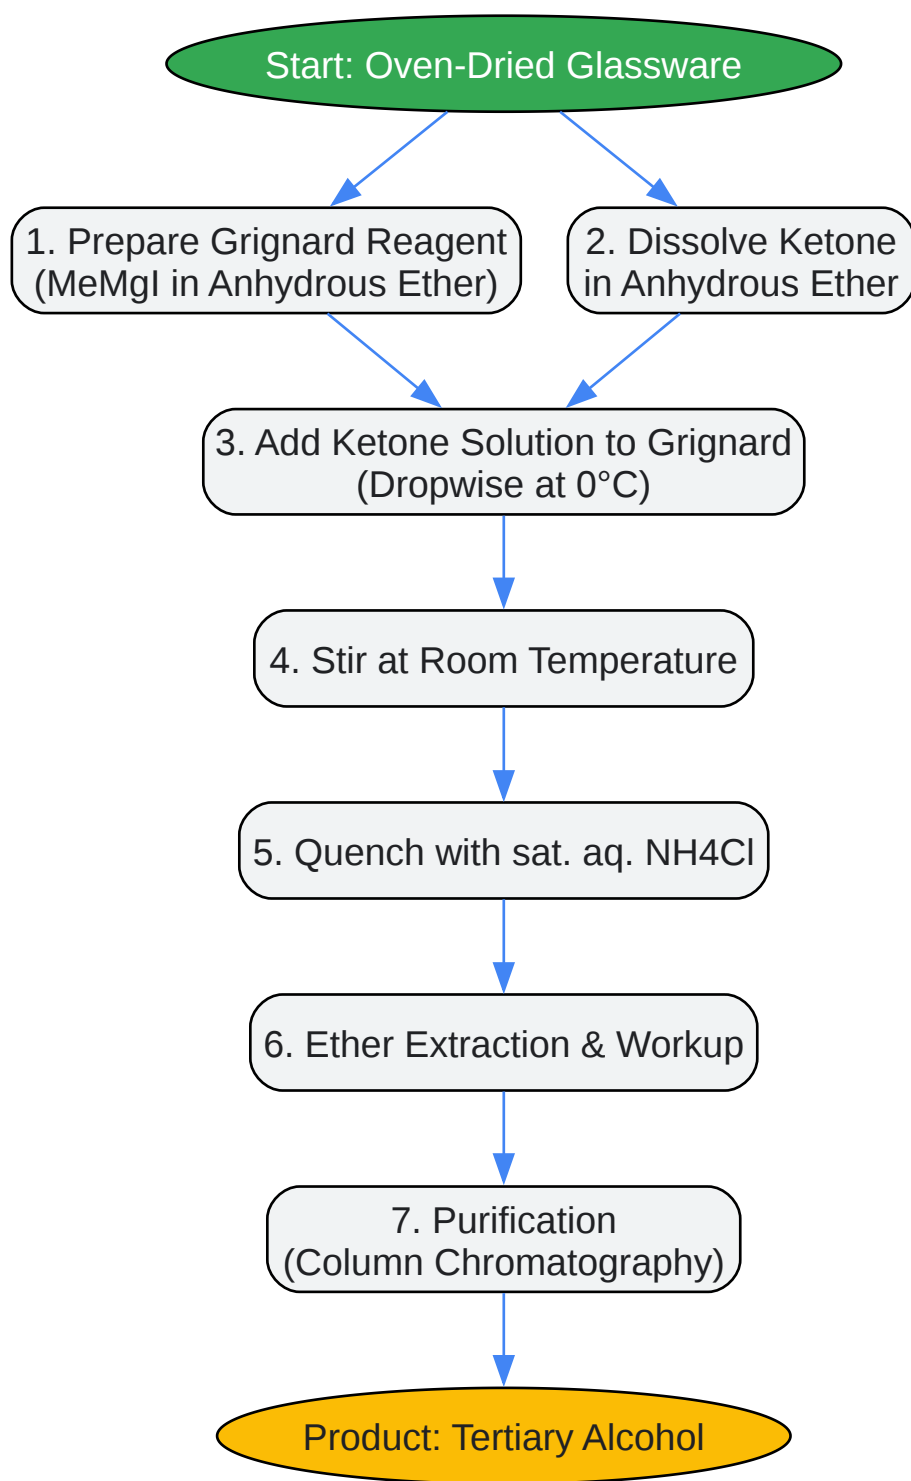 Start: Oven-Dried Glassware
1. Prepare Grignard Reagent
(MeMgI in Anhydrous Ether)
2. Dissolve Ketone
in Anhydrous Ether
3. Add Ketone Solution to Grignard
(Dropwise at 0°C)
4. Stir at Room Temperature
5. Quench with sat. aq. NH4Cl
6. Ether Extraction & Workup
7. Purification
(Column Chromatography)
Product: Tertiary Alcohol